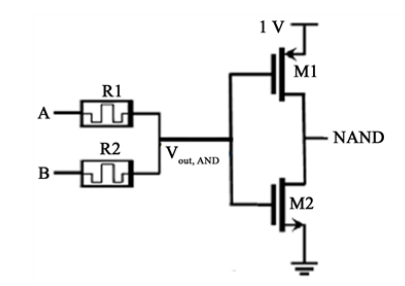 1 V
R1
M1
A
NAND
R2
Vout, AND
B
M2